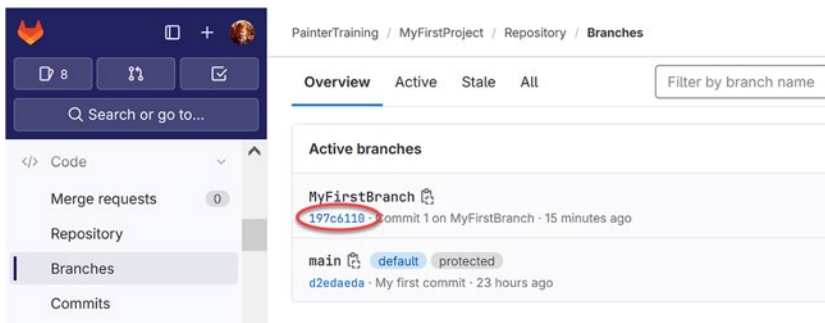 8
Search or go to...
Code
Merge requests 0
Repository
Branches
Commits
PainterTraining / MyFirstProject / Repository / Branches
Overview Active Stale All Filter by branch name
Active branches
MyFirstBranch
197c6110 · Commit 1 on MyFirstBranch · 15 minutes ago
main default protected
d2edaeda · My first commit · 23 hours ago